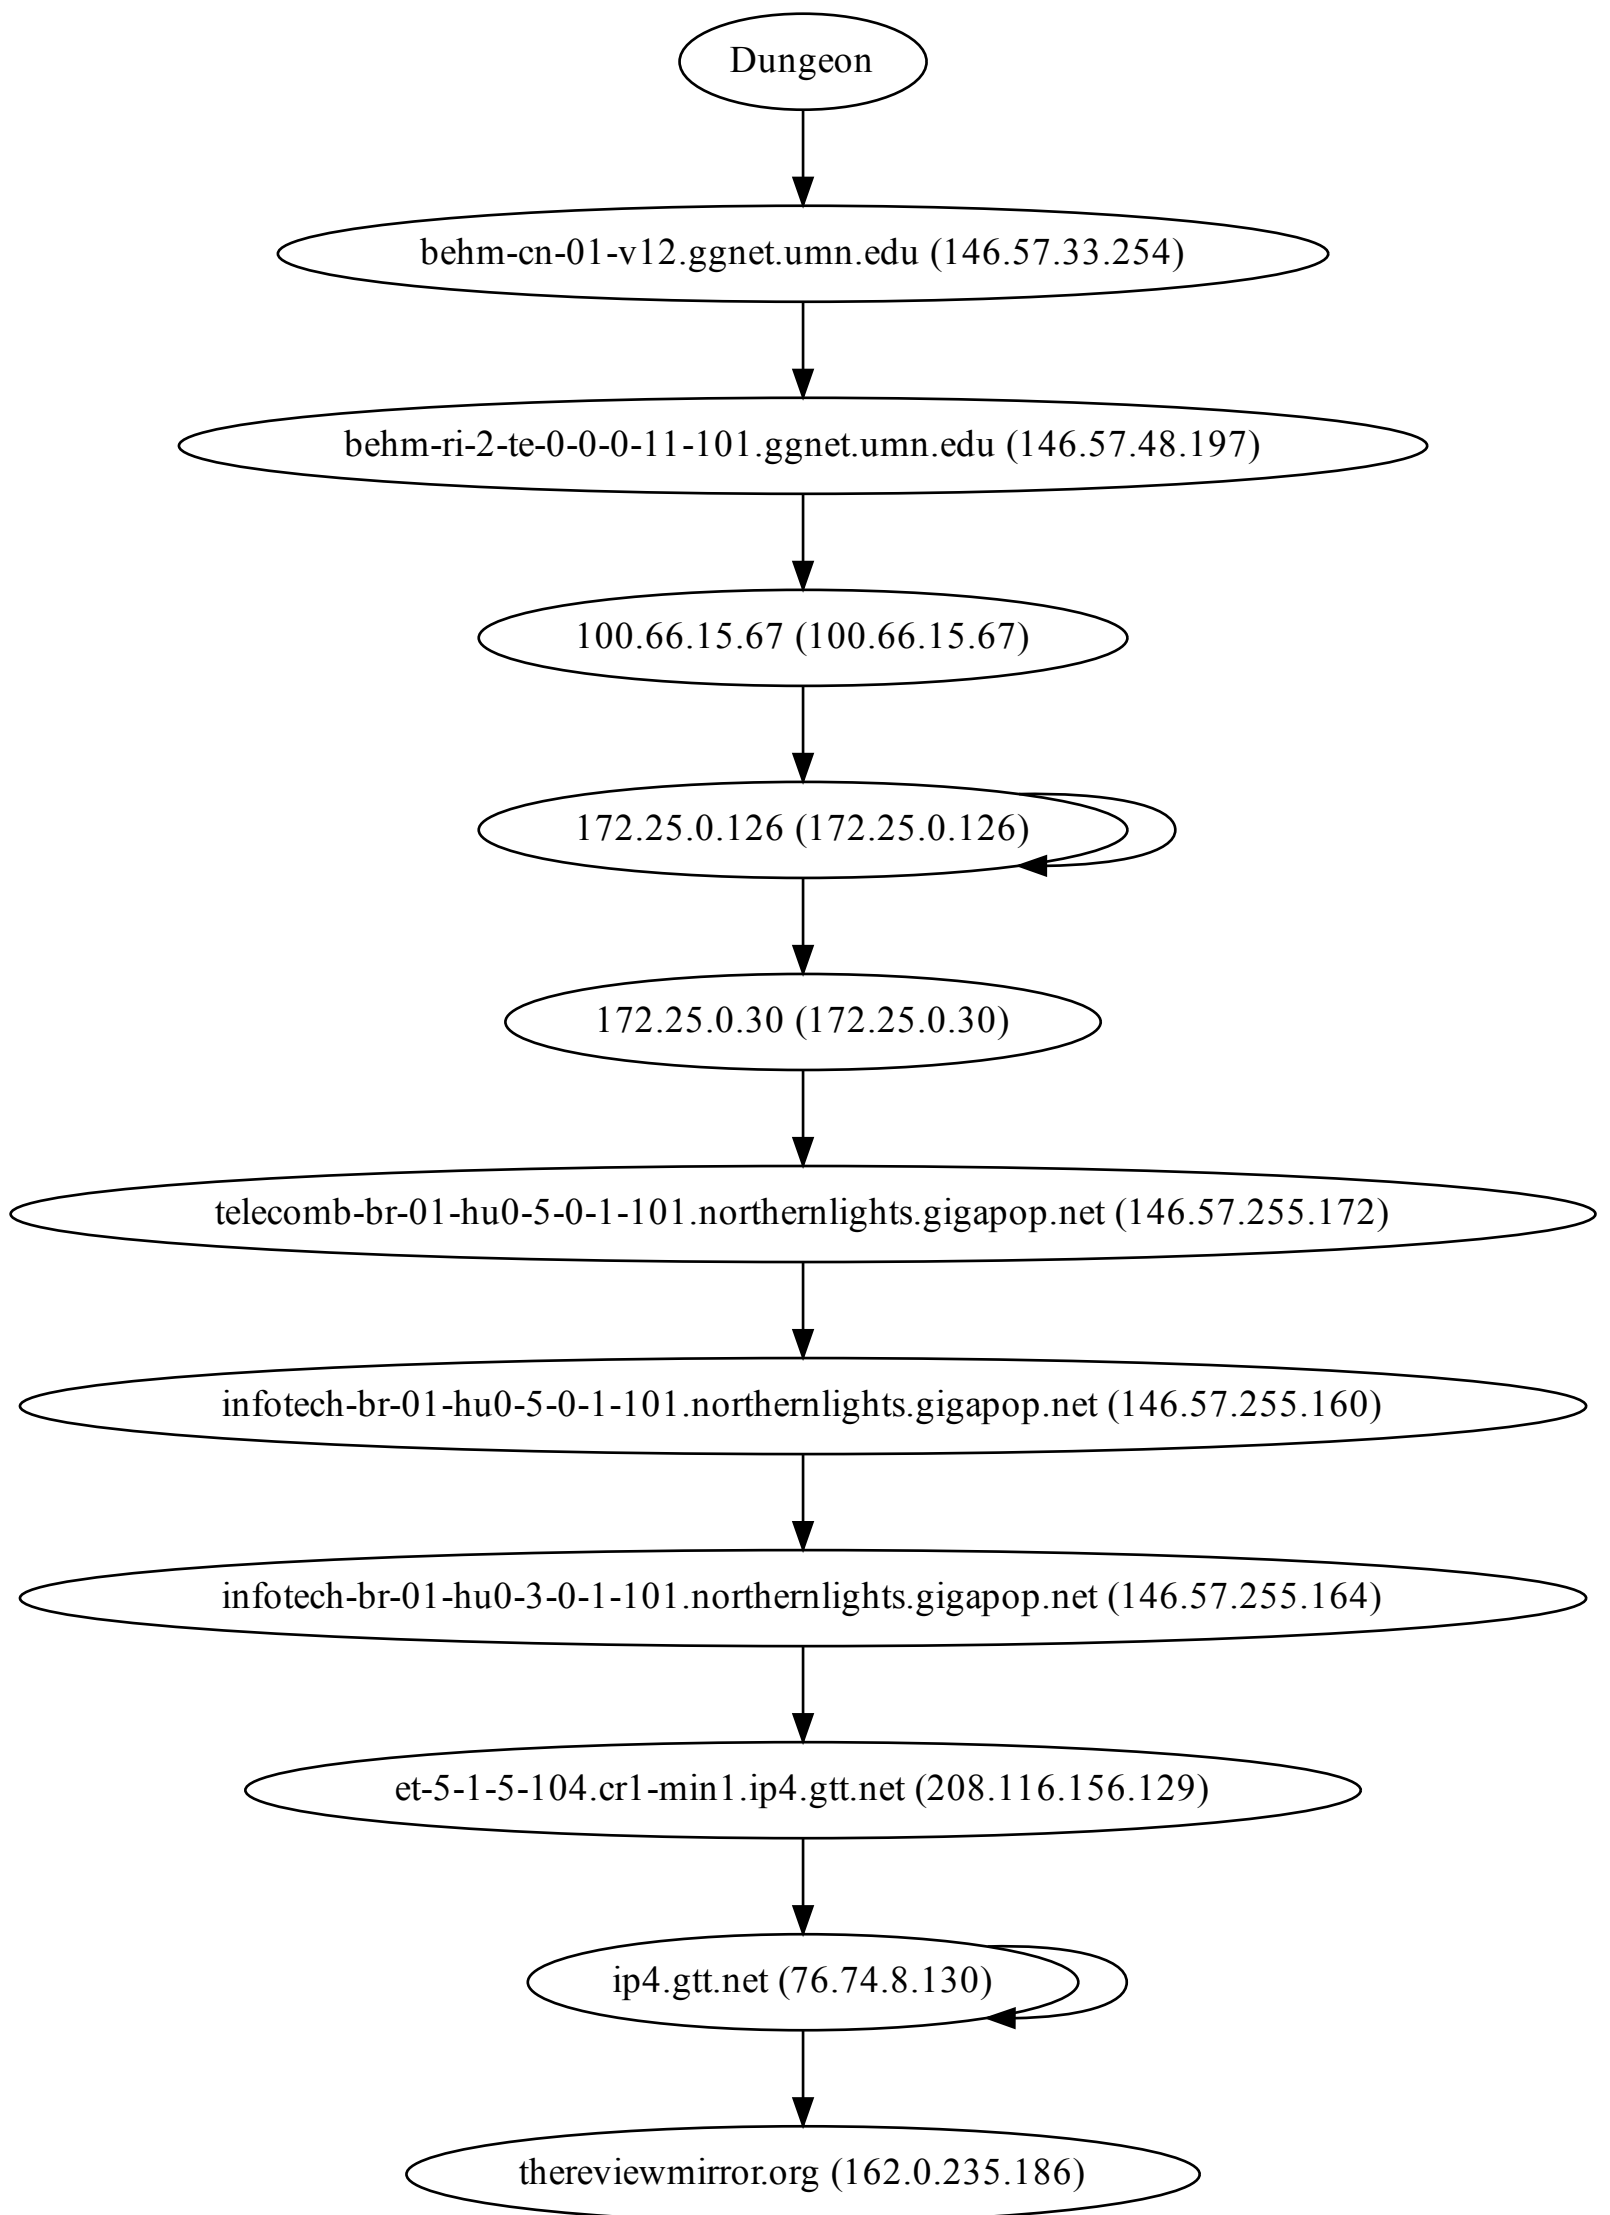 Dungeon
behm-cn-01-v12.ggnet.umn.edu (146.57.33.254)
behm-ri-2-te-0-0-0-11-101.ggnet.umn.edu (146.57.48.197)
100.66.15.67 (100.66.15.67)
172.25.0.126 (172.25.0.126)
172.25.0.30 (172.25.0.30)
telecomb-br-01-hu0-5-0-1-101.northernlights.gigapop.net (146.57.255.172)
infotech-br-01-hu0-5-0-1-101.northernlights.gigapop.net (146.57.255.160)
infotech-br-01-hu0-3-0-1-101.northernlights.gigapop.net (146.57.255.164)
et-5-1-5-104.cr1-min1.ip4.gtt.net (208.116.156.129)
ip4.gtt.net (76.74.8.130)
thereviewmirror.org (162.0.235.186)